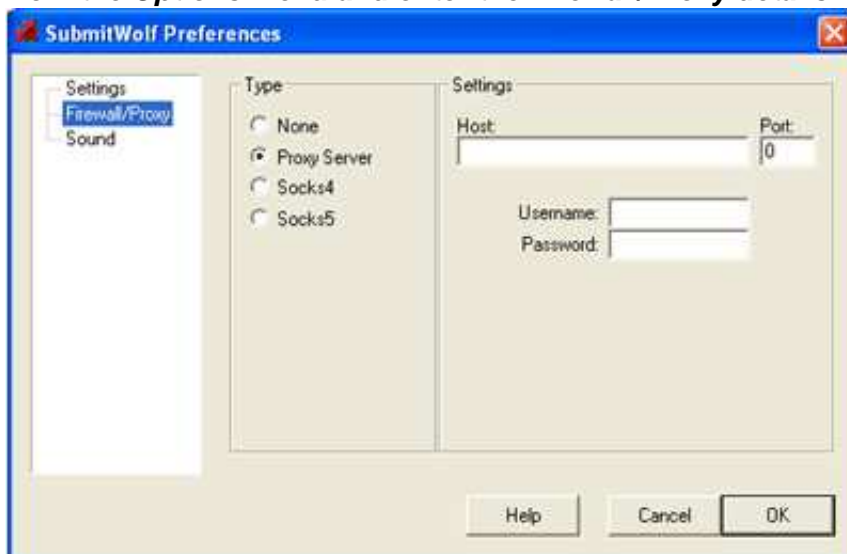 SubmitWolf Preferences
Settings
Firewall/Proxy
Sound
Type
None
Proxy Server
Socks4
Socks5
Settings
Host:
Port:
0
Username:
Password:
Help
Cancel
OK